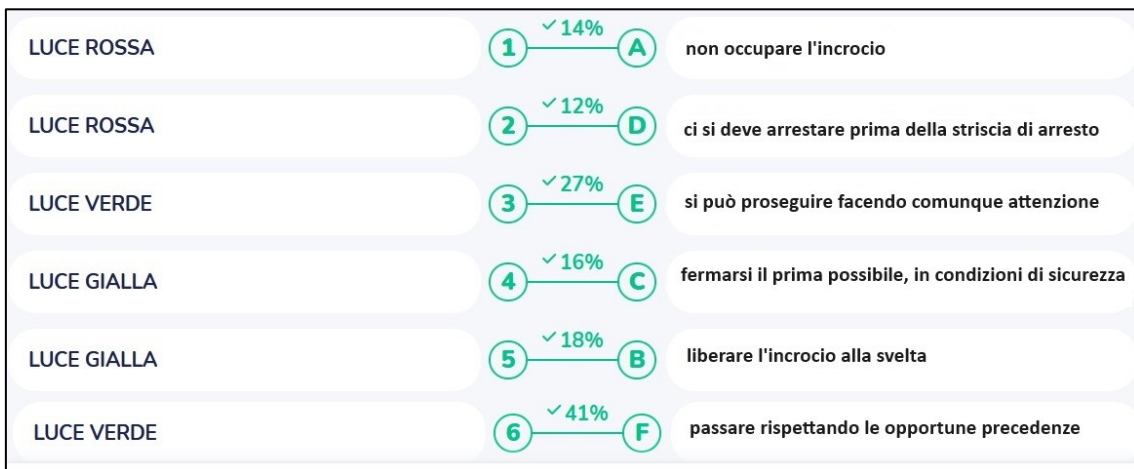 LUCE ROSSA 1 ✓14% A non occupare l'incrocio
LUCE ROSSA 2 ✓12% D ci si deve arrestare prima della striscia di arresto
LUCE VERDE 3 ✓27% E si può proseguire facendo comunque attenzione
LUCE GIALLA 4 ✓16% C fermarsi il prima possibile, in condizioni di sicurezza
LUCE GIALLA 5 ✓18% B liberare l'incrocio alla svelta
LUCE VERDE 6 ✓41% F passare rispettando le opportune precedenze